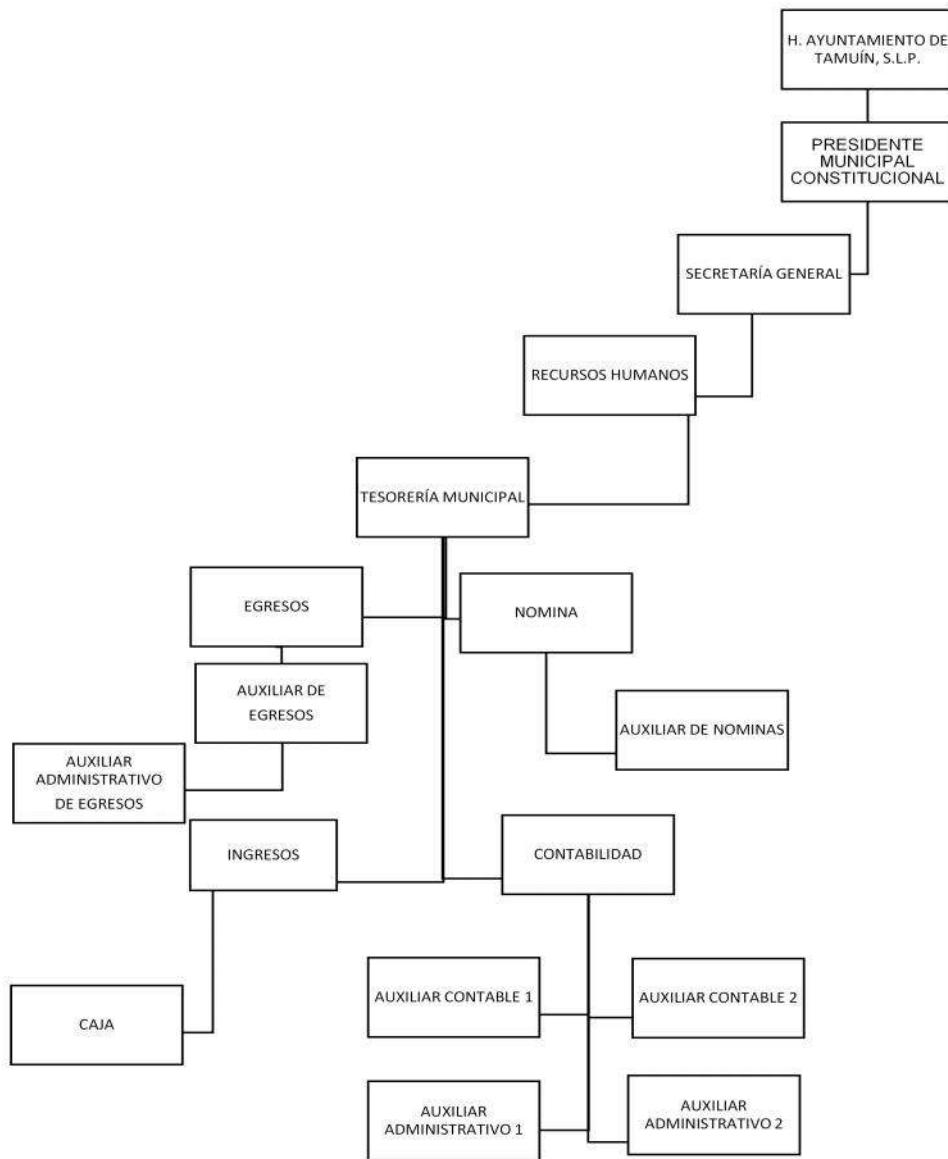 H. AYUNTAMIENTO DE
TAMUÍN, S.L.P.
PRESIDENTE
MUNICIPAL
CONSTITUCIONAL
SECRETARÍA GENERAL
RECURSOS HUMANOS
TESORERÍA MUNICIPAL
EGRESOS
NOMINA
AUXILIAR DE
EGRESOS
AUXILIAR DE NOMINAS
AUXILIAR
ADMINISTRATIVO
DE EGRESOS
INGRESOS
CONTABILIDAD
CAJA
AUXILIAR CONTABLE 1
AUXILIAR CONTABLE 2
AUXILIAR
ADMINISTRATIVO 1
AUXILIAR
ADMINISTRATIVO 2